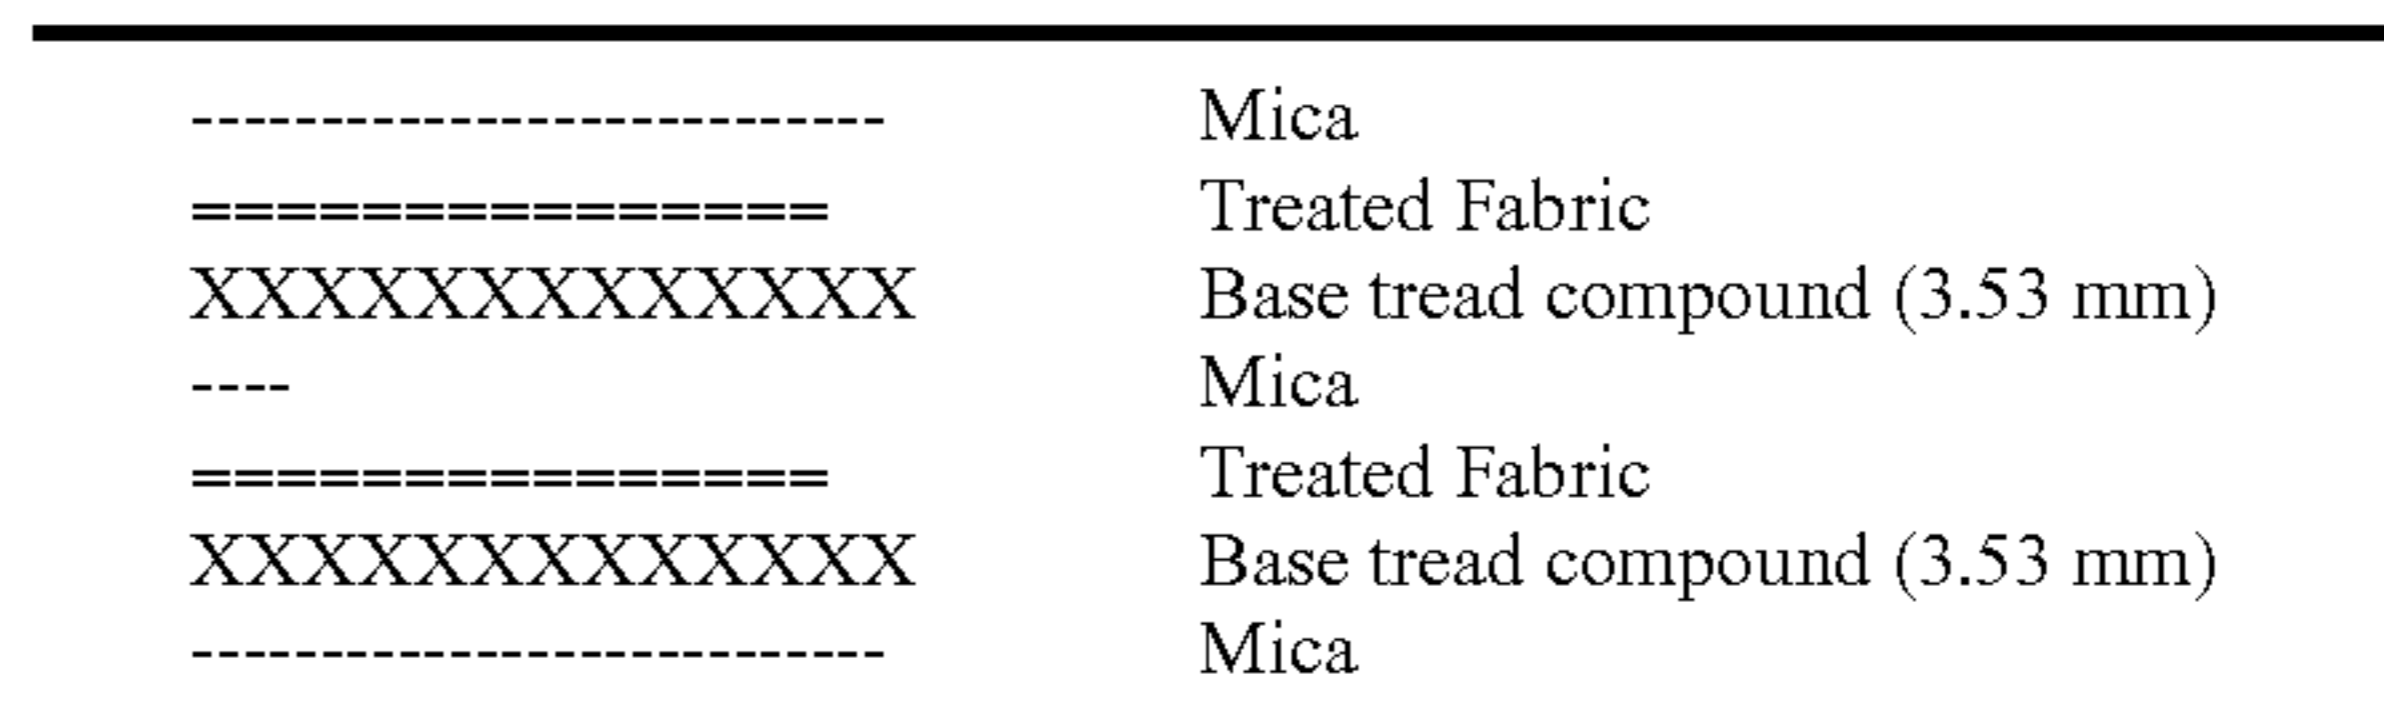 --------------------------- Mica
=============== Treated Fabric
XXXXXXXXXXXXX Base tread compound (3.53 mm)
---- Mica
=============== Treated Fabric
XXXXXXXXXXXXX Base tread compound (3.53 mm)
--------------------------- Mica